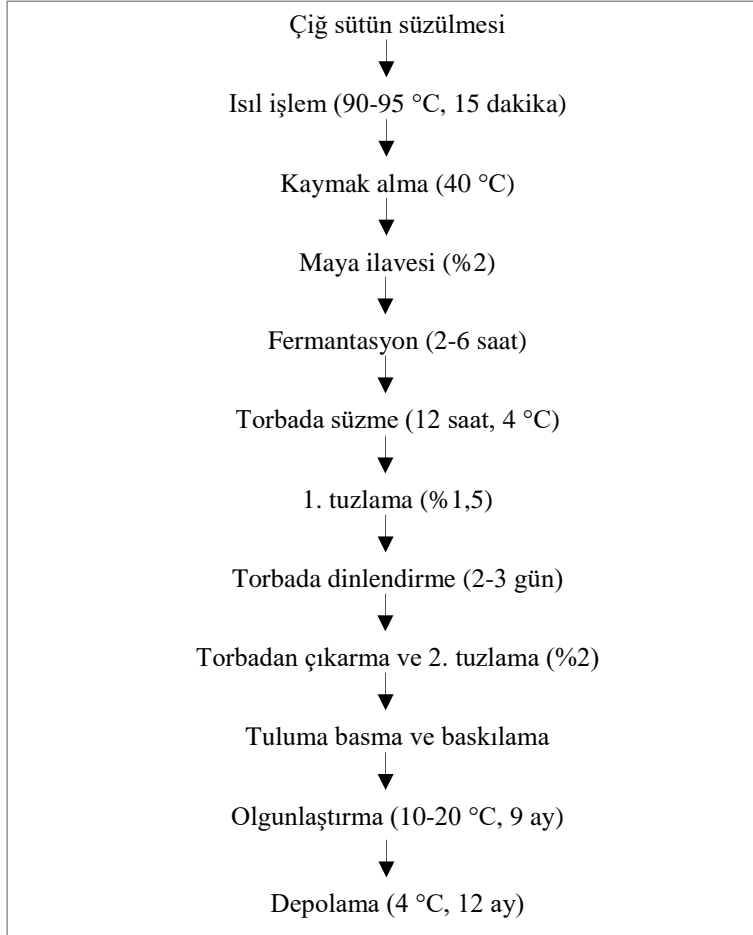 Çiğ sütün süzülmesi
Isıl işlem (90-95 °C, 15 dakika)
Kaymak alma (40 °C)
Maya ilavesi (%2)
Fermantasyon (2-6 saat)
Torbada süzme (12 saat, 4 °C)
1. tuzlama (%1,5)
Torbada dinlendirme (2-3 gün)
Torbadan çıkarma ve 2. tuzlama (%2)
Tuluma basma ve baskılama
Olgunlaştırma (10-20 °C, 9 ay)
Depolama (4 °C, 12 ay)